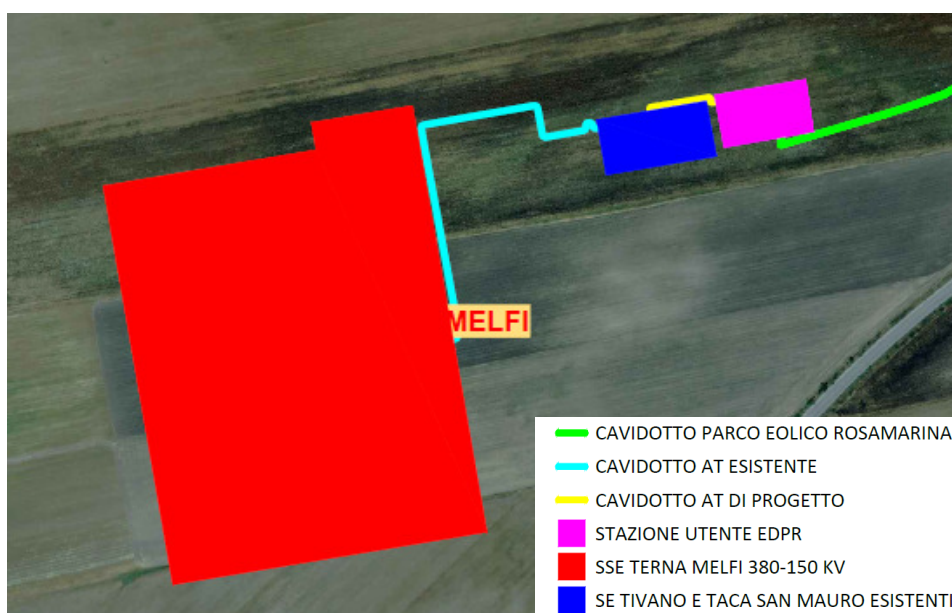 MELFI
CAVIDOTTO PARCO EOLICO ROSAMARINA
CAVIDOTTO AT ESISTENTE
CAVIDOTTO AT DI PROGETTO
STAZIONE UTENTE EDPR
SSE TERNA MELFI 380-150 KV
SE TIVANO E TACA SAN MAURO ESISTENTI